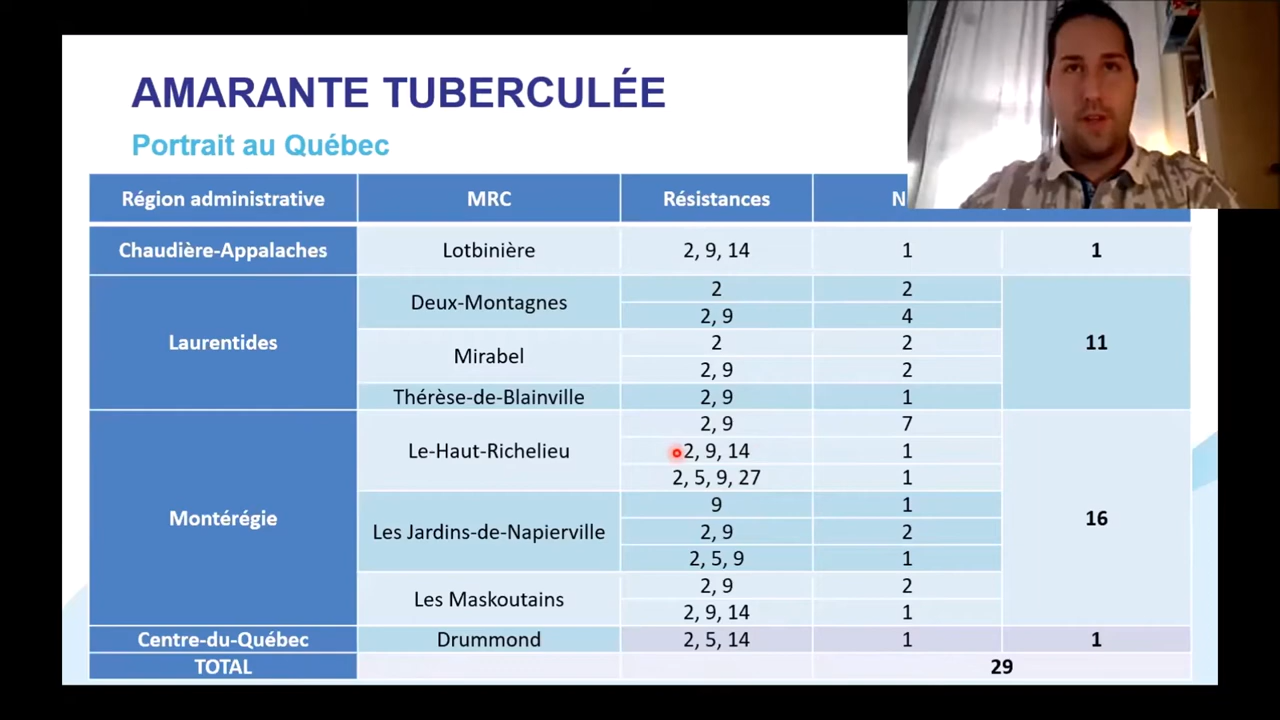 AMARANTE TUBERCULÉE
Portrait au Québec
Région administrative MRC Résistances
Chaudière-Appalaches Lotbinière 2, 9, 14 1 1
Laurentides Deux-Montagnes 2 2 11
2, 9 4
Mirabel 2 2
2, 9 2
Thérèse-de-Blainville 2, 9 1
Montérégie Le-Haut-Richelieu 2, 9 7 16
2, 9, 14 1
2, 5, 9, 27 1
Les Jardins-de-Napierville 9 1
2, 9 2
2, 5, 9 1
Les Maskoutains 2, 9 2
2, 9, 14 1
Centre-du-Québec Drummond 2, 5, 14 1 1
TOTAL 29